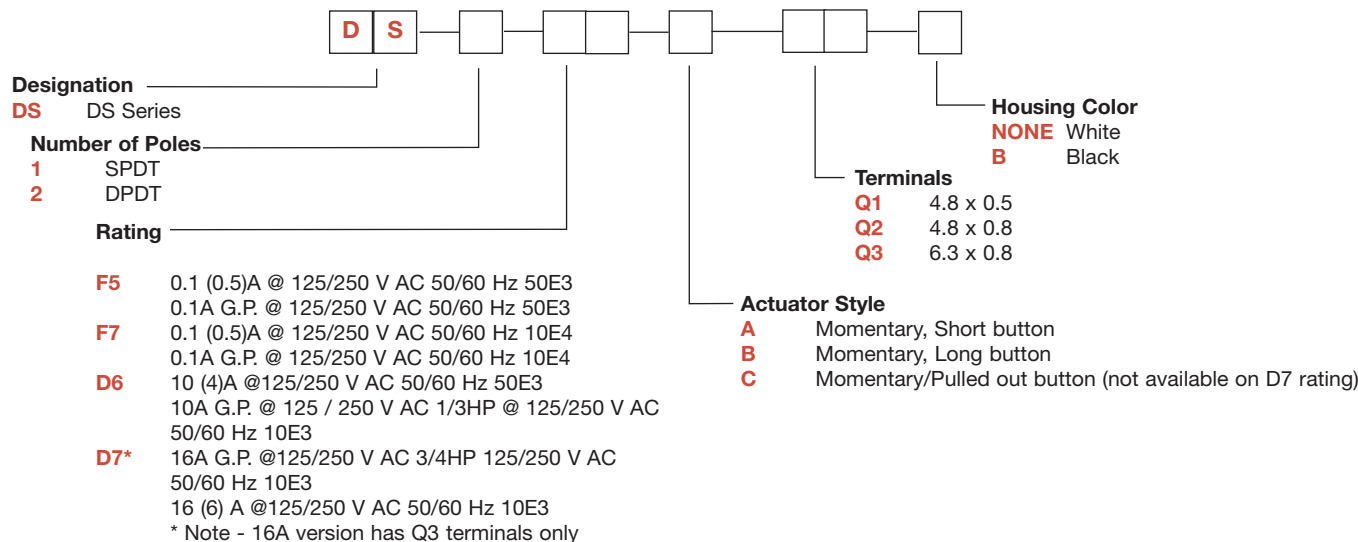 D S
Designation
DS DS Series
Number of Poles
1 SPDT
2 DPDT
Rating
F5 0.1 (0.5)A @ 125/250 V AC 50/60 Hz 50E3
0.1A G.P. @ 125/250 V AC 50/60 Hz 50E3
F7 0.1 (0.5)A @ 125/250 V AC 50/60 Hz 10E4
0.1A G.P. @ 125/250 V AC 50/60 Hz 10E4
D6 10 (4)A @125/250 V AC 50/60 Hz 50E3
10A G.P. @ 125 / 250 V AC 1/3HP @ 125/250 V AC
50/60 Hz 10E3
D7* 16A G.P. @125/250 V AC 3/4HP 125/250 V AC
50/60 Hz 10E3
16 (6) A @125/250 V AC 50/60 Hz 10E3
* Note - 16A version has Q3 terminals only
Actuator Style
A Momentary, Short button
B Momentary, Long button
C Momentary/Pulled out button (not available on D7 rating)
Terminals
Q1 4.8 x 0.5
Q2 4.8 x 0.8
Q3 6.3 x 0.8
Housing Color
NONE White
B Black